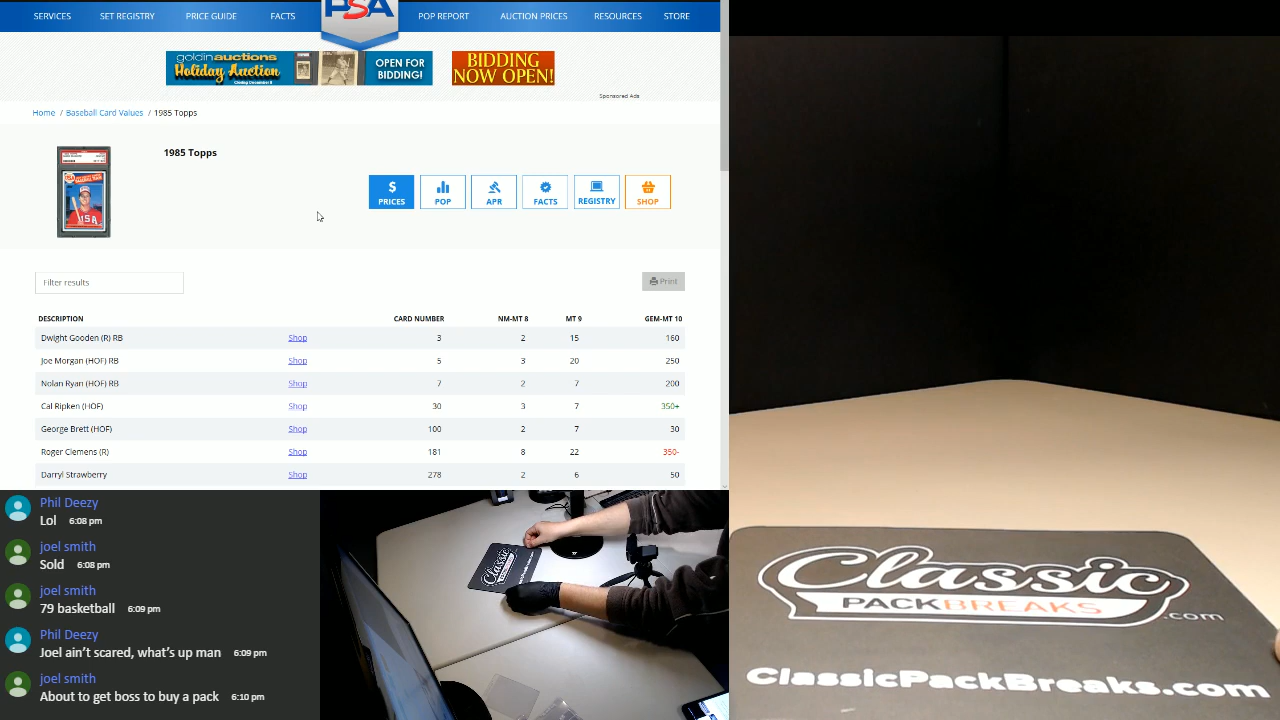 SERVICES SET REGISTRY PRICE GUIDE FACTS PSA POP REPORT AUCTION PRICES RESOURCES STORE
goldinauctions
Holiday Auction
OPEN FOR
BIDDING!
BIDDING
NOW OPEN!
Sponsored Ads
Home / Baseball Card Values / 1985 Topps
1985 Topps
USA
$ PRICES POP APR FACTS REGISTRY SHOP
Filter results
Print
DESCRIPTION CARD NUMBER NM-MT 8 MT 9 GEM-MT 10
Dwight Gooden (R) RB Shop 3 2 15 160
Joe Morgan (HOF) RB Shop 5 3 20 250
Nolan Ryan (HOF) RB Shop 7 2 7 200
Cal Ripken (HOF) Shop 30 3 7 350+
George Brett (HOF) Shop 100 2 7 30
Roger Clemens (R) Shop 181 8 22 350-
Darryl Strawberry Shop 278 2 6 50
Phil Deezy
Lol 6:08 pm
joel smith
Sold 6:08 pm
joel smith
79 basketball 6:09 pm
Phil Deezy
Joel ain't scared, what's up man 6:09 pm
joel smith
About to get boss to buy a pack 6:10 pm
Classic
PACKBREAKS
Classic
PACKBREAKS.com
ClassicPackBreaks.com